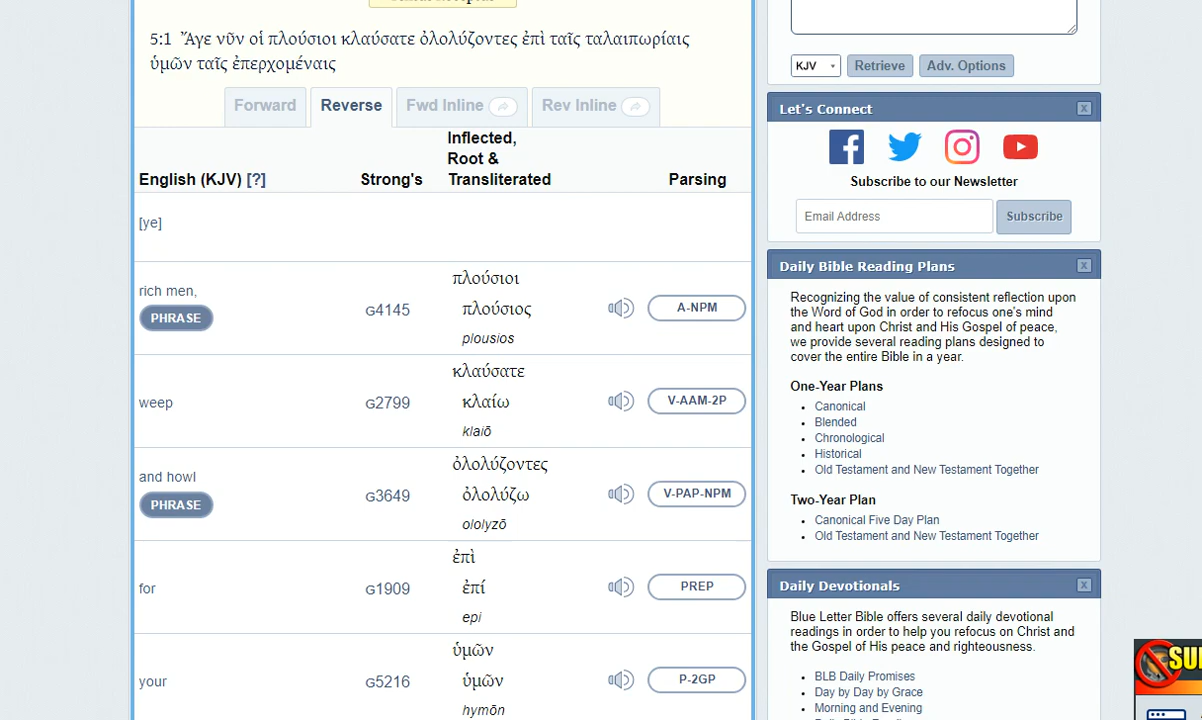 5:1 Ἄγε νῦν οἱ πλούσιοι κλαύσατε ὀλολύζοντες ἐπὶ ταῖς ταλαιπωρίαις
ὑμῶν ταῖς ἐπερχομέναις
Forward Reverse Fwd Inline Rev Inline
English (KJV) [?] Strong's Inflected,
Root &
Transliterated Parsing
[ye]
rich men,
PHRASE
G4145
πλούσιοι
πλούσιος
plousios
A-NPM
weep
G2799
κλαύσατε
κλαίω
klaiō
V-AAM-2P
and howl
PHRASE
G3649
ὀλολύζοντες
ὀλολύζω
ololyzō
V-PAP-NPM
for
G1909
ἐπὶ
ἐπί
epi
PREP
your
G5216
ὑμῶν
ὑμῶν
hymōn
P-2GP
KJV Retrieve Adv. Options
Let's Connect x
Subscribe to our Newsletter
Email Address Subscribe
Daily Bible Reading Plans x
Recognizing the value of consistent reflection upon
the Word of God in order to refocus one's mind
and heart upon Christ and His Gospel of peace,
we provide several reading plans designed to
cover the entire Bible in a year.
One-Year Plans
• Canonical
• Blended
• Chronological
• Historical
• Old Testament and New Testament Together
Two-Year Plan
• Canonical Five Day Plan
• Old Testament and New Testament Together
Daily Devotionals x
Blue Letter Bible offers several daily devotional
readings in order to help you refocus on Christ and
the Gospel of His peace and righteousness.
• BLB Daily Promises
• Day by Day by Grace
• Morning and Evening